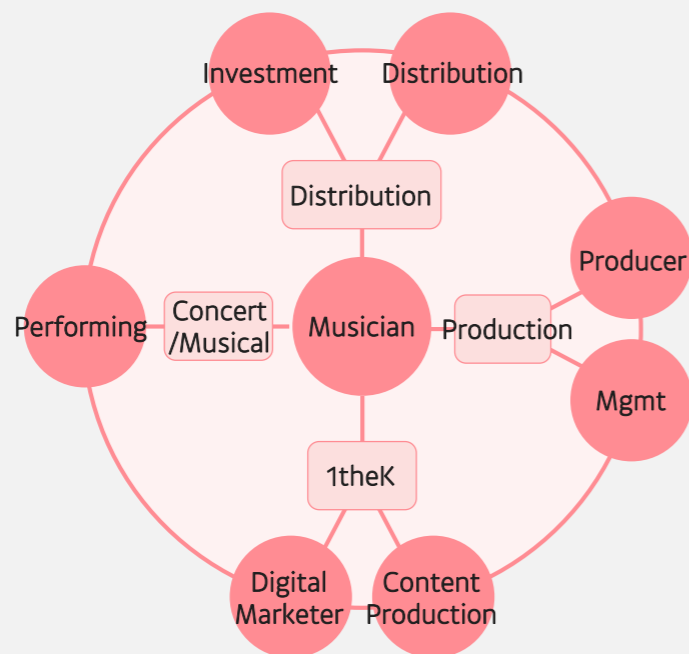 Investment
Distribution
Distribution
Producer
Concert
/Musical
Performing
Musician
Production
Mgmt
1theK
Digital
Marketer
Content
Production